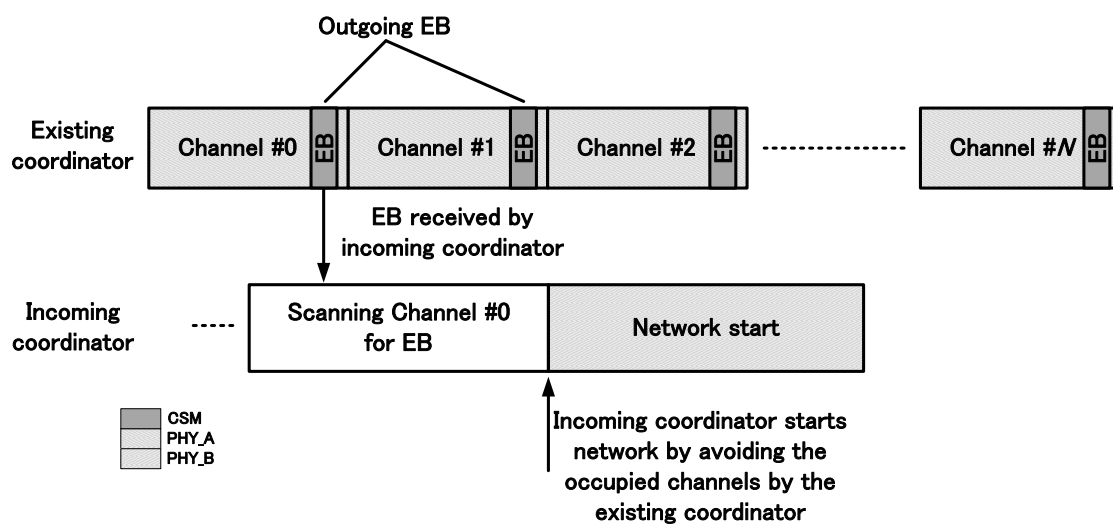 Outgoing EB
Existing
coordinator
Channel #0
EB
Channel #1
EB
Channel #2
EB
Channel #N
EB
EB received by
incoming coordinator
Incoming
coordinator
Scanning Channel #0
for EB
Network start
CSM
PHY_A
PHY_B
Incoming coordinator starts
network by avoiding the
occupied channels by the
existing coordinator